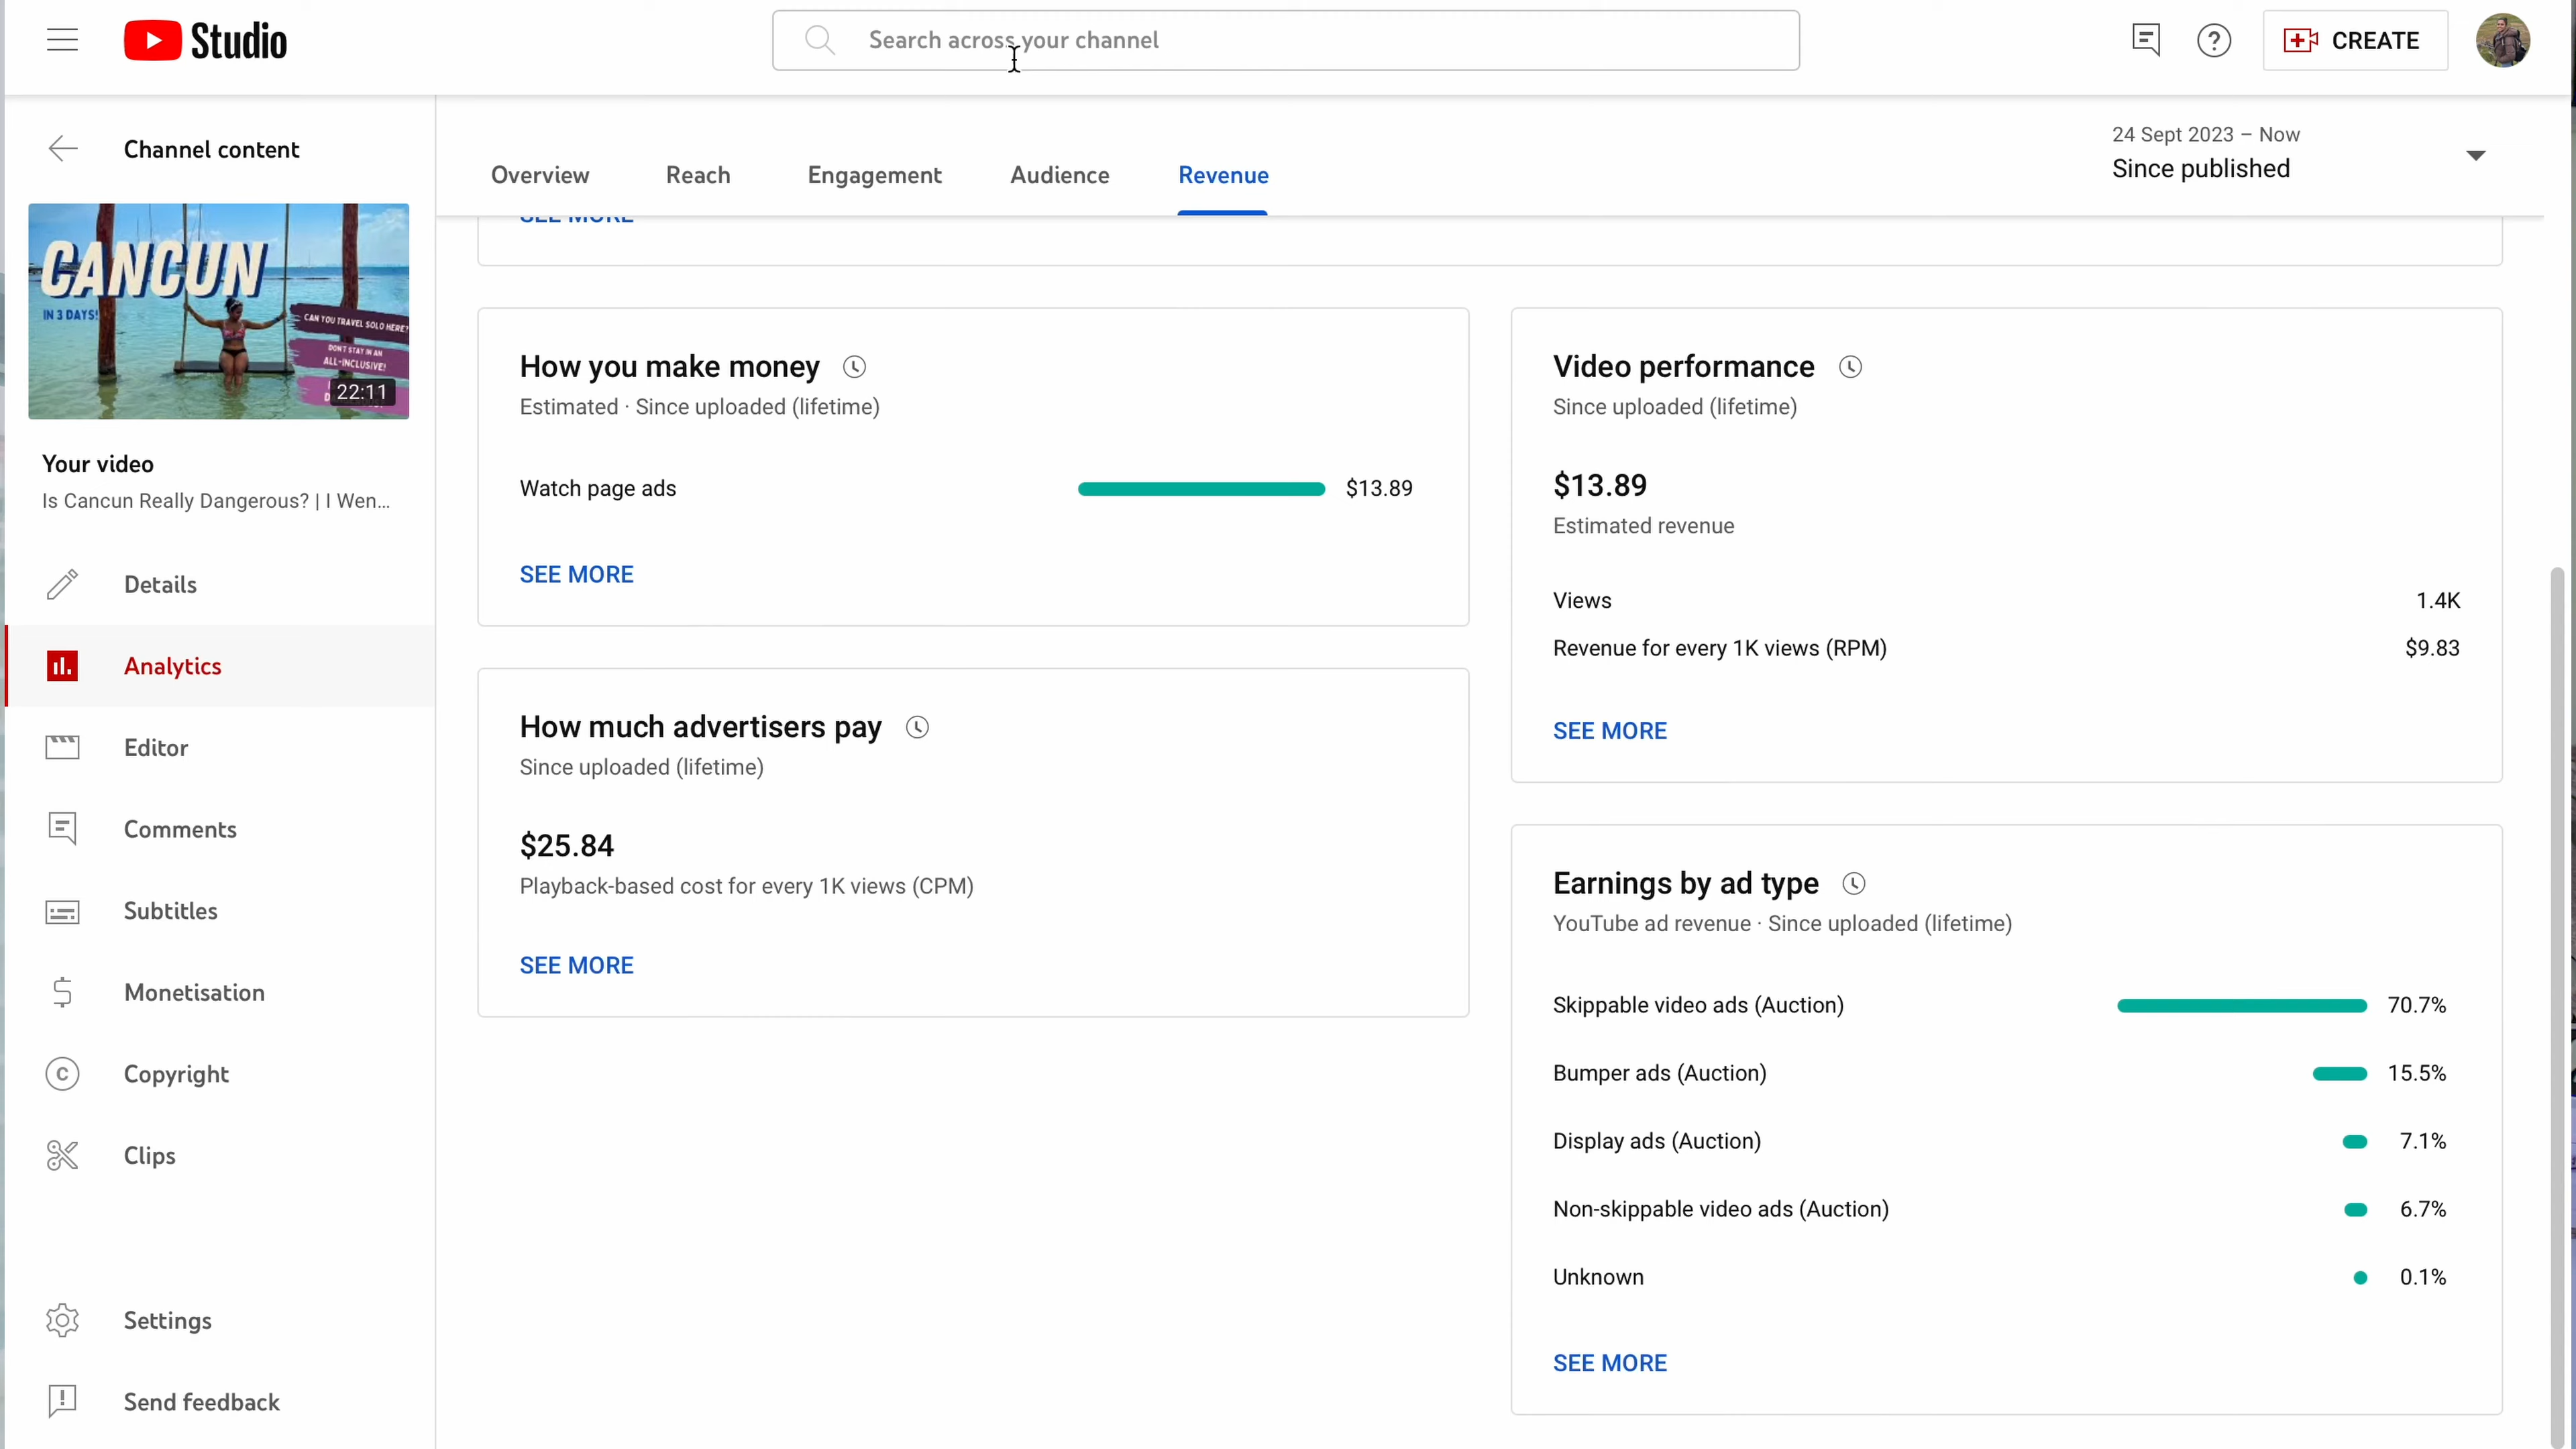 Studio
Search across your channel
CREATE
Channel content
CANCUN
IN 3 DAYS!
CAN YOU TRAVEL SOLO HERE?
DON'T STAY IN AN
ALL-INCLUSIVE!
22:11
Your video
Is Cancun Really Dangerous? | I Wen...
Details
Analytics
Editor
Comments
Subtitles
Monetisation
Copyright
Clips
Settings
Send feedback
Overview
Reach
Engagement
Audience
Revenue
24 Sept 2023 – Now
Since published
SEE MORE
How you make money
Estimated · Since uploaded (lifetime)
Watch page ads $13.89
SEE MORE
How much advertisers pay
Since uploaded (lifetime)
$25.84
Playback-based cost for every 1K views (CPM)
SEE MORE
Video performance
Since uploaded (lifetime)
$13.89
Estimated revenue
Views 1.4K
Revenue for every 1K views (RPM) $9.83
SEE MORE
Earnings by ad type
YouTube ad revenue · Since uploaded (lifetime)
Skippable video ads (Auction) 70.7%
Bumper ads (Auction) 15.5%
Display ads (Auction) 7.1%
Non-skippable video ads (Auction) 6.7%
Unknown 0.1%
SEE MORE